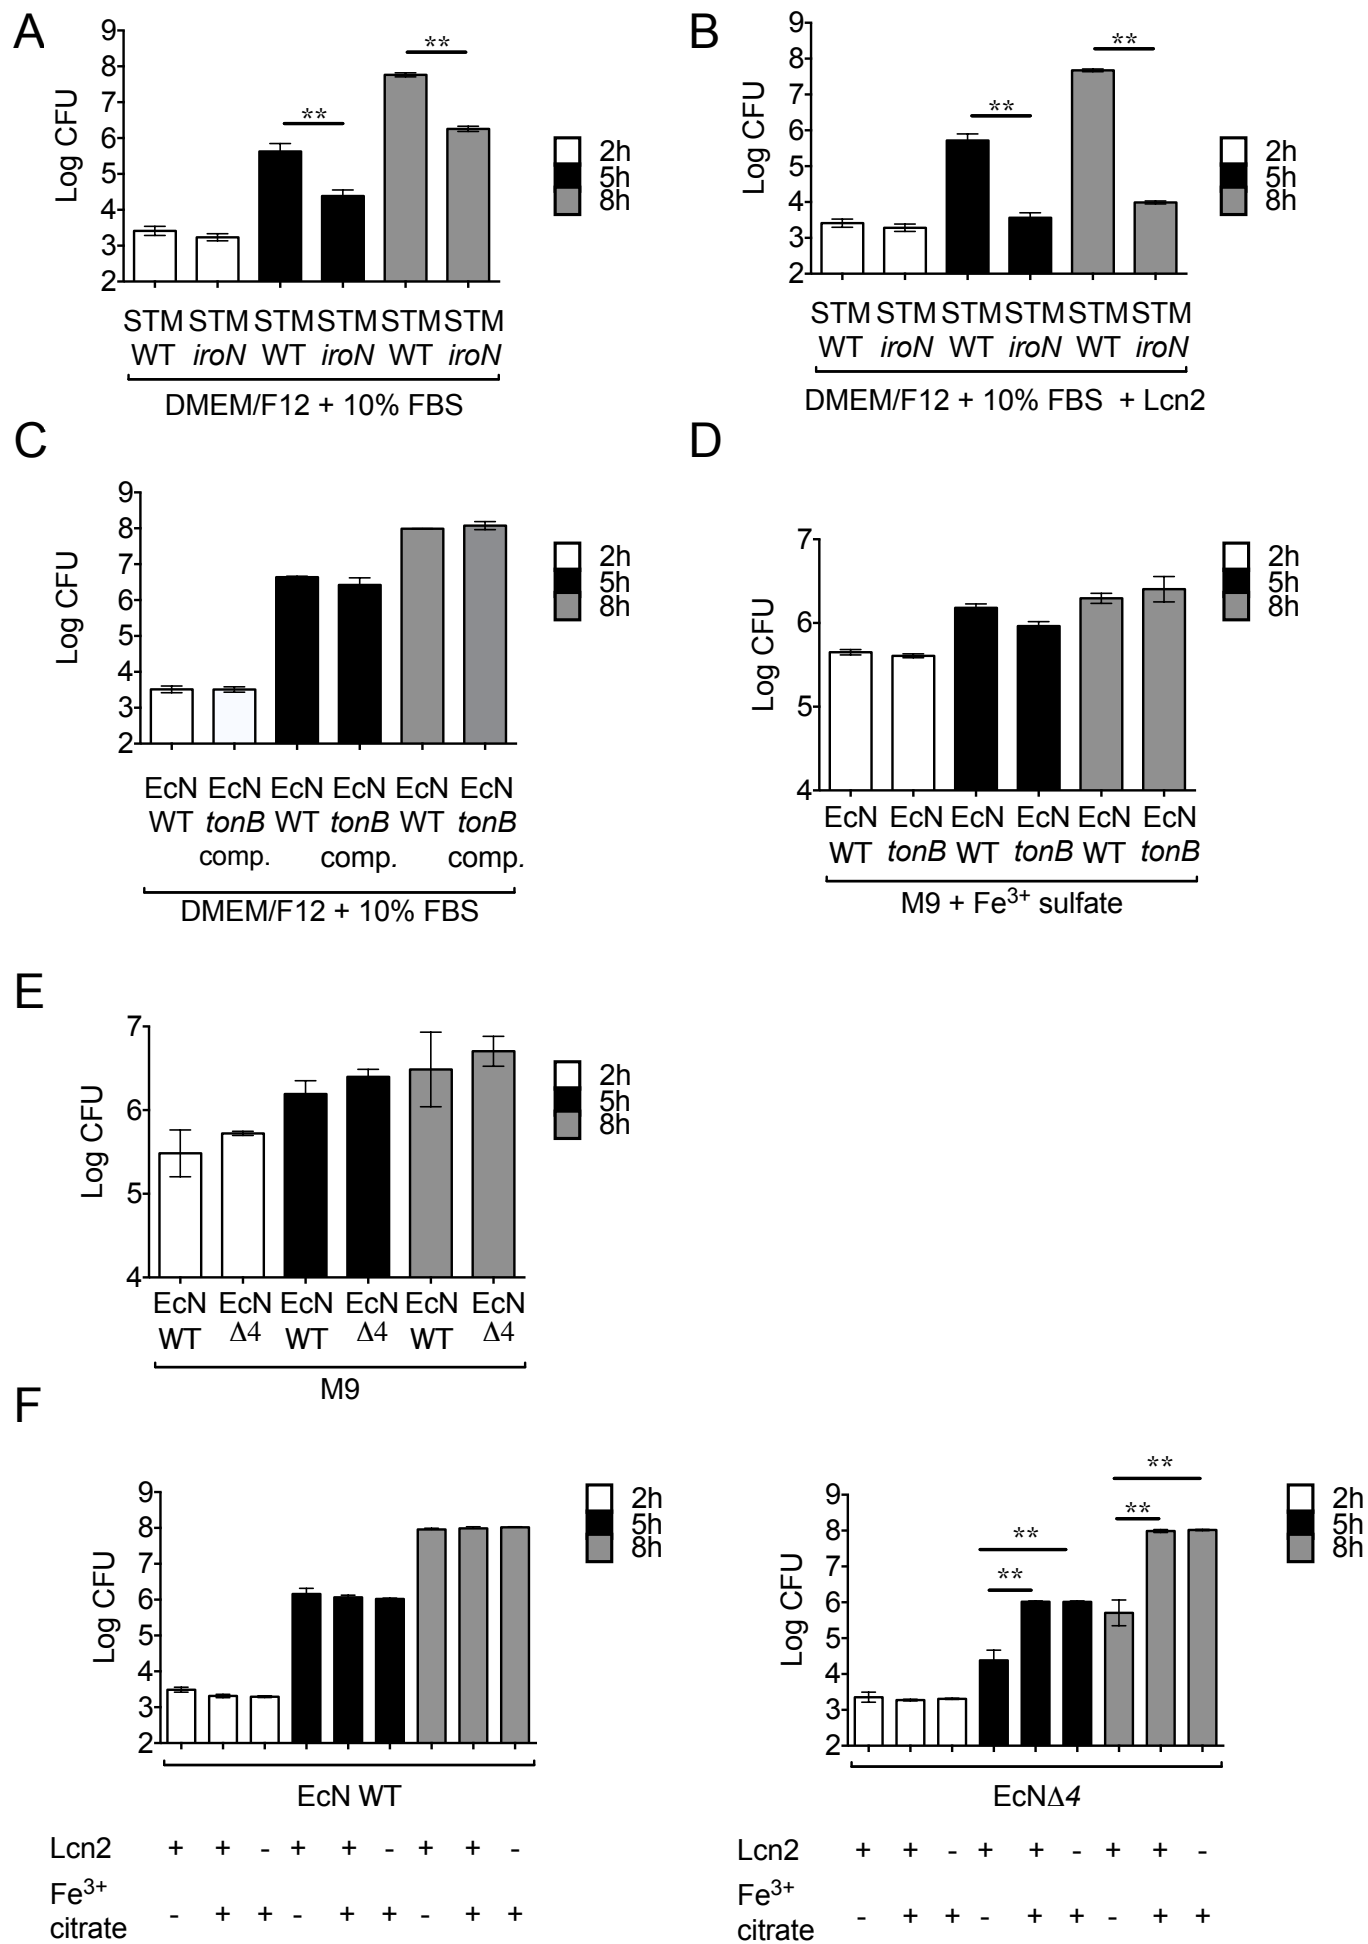 A
9
8
7
6
5
4
3
2
Log CFU
**
**
2h
5h
8h
STM STM STM STM STM STM
WT iroN WT iroN WT iroN
DMEM/F12 + 10% FBS
B
9
8
7
6
5
4
3
2
Log CFU
**
**
2h
5h
8h
STM STM STM STM STM STM
WT iroN WT iroN WT iroN
DMEM/F12 + 10% FBS + Lcn2
C
9
8
7
6
5
4
3
2
Log CFU
2h
5h
8h
EcN EcN EcN EcN EcN EcN
WT tonB WT tonB WT tonB
comp. comp. comp.
DMEM/F12 + 10% FBS
D
7
6
5
4
Log CFU
2h
5h
8h
EcN EcN EcN EcN EcN EcN
WT tonB WT tonB WT tonB
M9 + Fe³⁺ sulfate
E
7
6
5
4
Log CFU
2h
5h
8h
EcN EcN EcN EcN EcN EcN
WT Δ4 WT Δ4 WT Δ4
M9
F
9
8
7
6
5
4
3
2
Log CFU
2h
5h
8h
EcN WT
Lcn2 + + - + + - + + -
Fe³⁺
citrate - + + - + + - + +
9
8
7
6
5
4
3
2
Log CFU
**
**
**
**
2h
5h
8h
EcNΔ4
Lcn2 + + - + + - + + -
Fe³⁺
citrate - + + - + + - + +